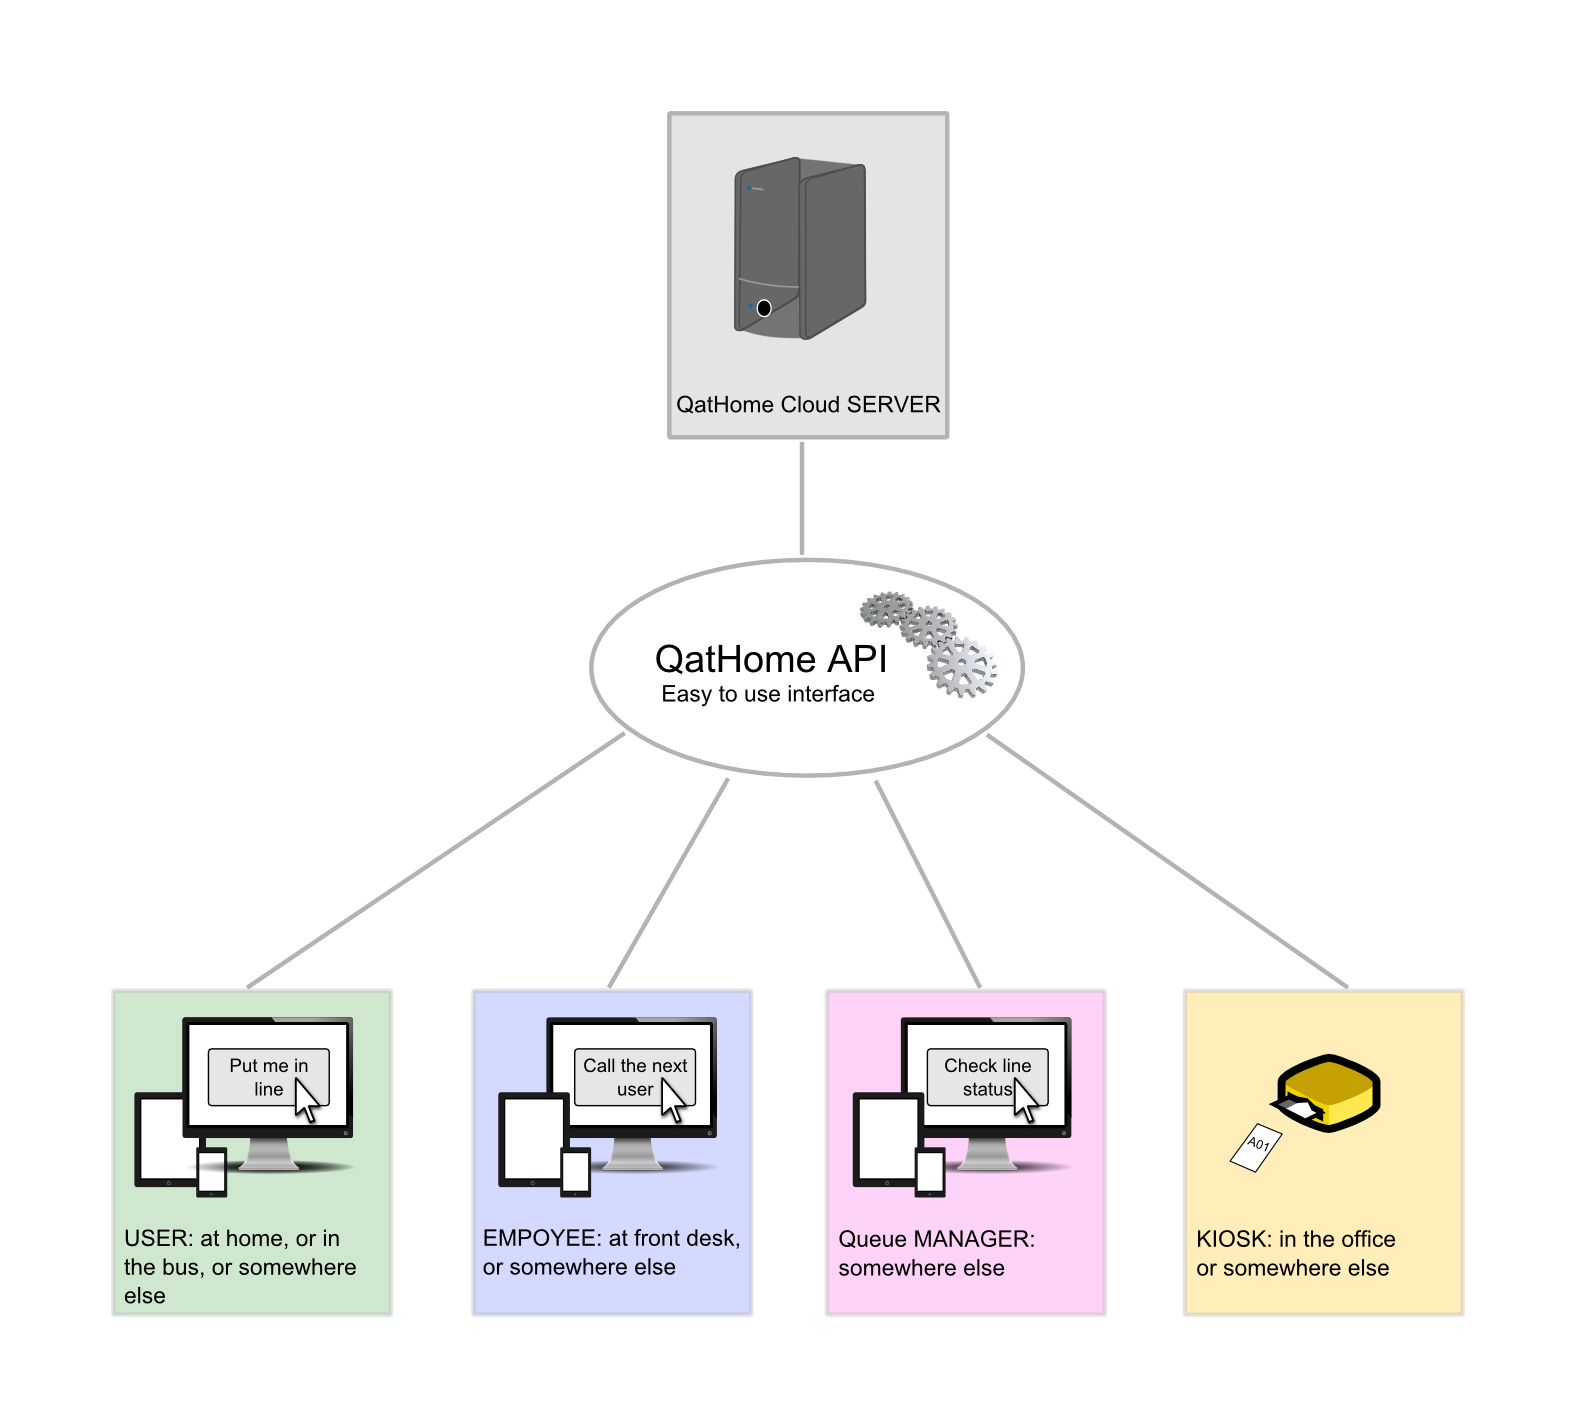 QatHome Cloud SERVER
QatHome API
Easy to use interface
Put me in
line
Call the next
user
Check line
status
A01
USER: at home, or in
the bus, or somewhere
else
EMPOYEE: at front desk,
or somewhere else
Queue MANAGER:
somewhere else
KIOSK: in the office
or somewhere else